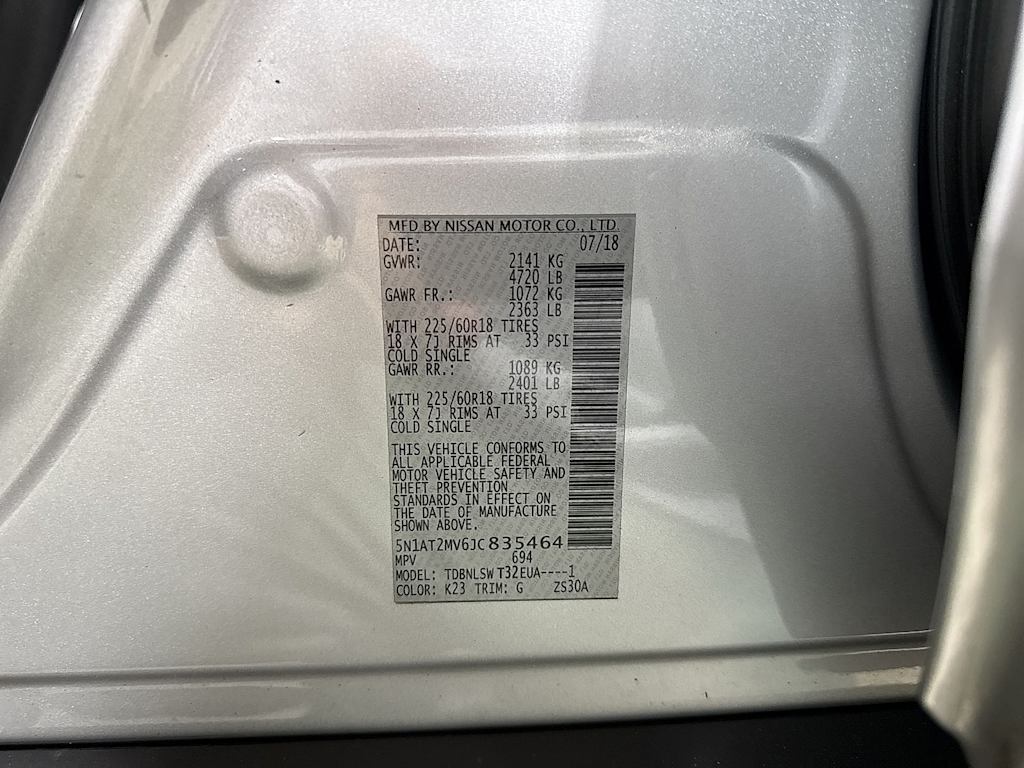 MFD BY NISSAN MOTOR CO., LTD.
DATE: 07/18
GVWR: 2141 KG
4720 LB
GAWR FR.: 1072 KG
2363 LB
WITH 225/60R18 TIRES
18 X 7J RIMS AT 33 PSI
COLD SINGLE
GAWR RR.: 1089 KG
2401 LB
WITH 225/60R18 TIRES
18 X 7J RIMS AT 33 PSI
COLD SINGLE
THIS VEHICLE CONFORMS TO
ALL APPLICABLE FEDERAL
MOTOR VEHICLE SAFETY AND
THEFT PREVENTION
STANDARDS IN EFFECT ON
THE DATE OF MANUFACTURE
SHOWN ABOVE.
5N1AT2MV6JC835464
MPV 694
MODEL: TDBNLSW T32EUA----1
COLOR: K23 TRIM: G ZS30A